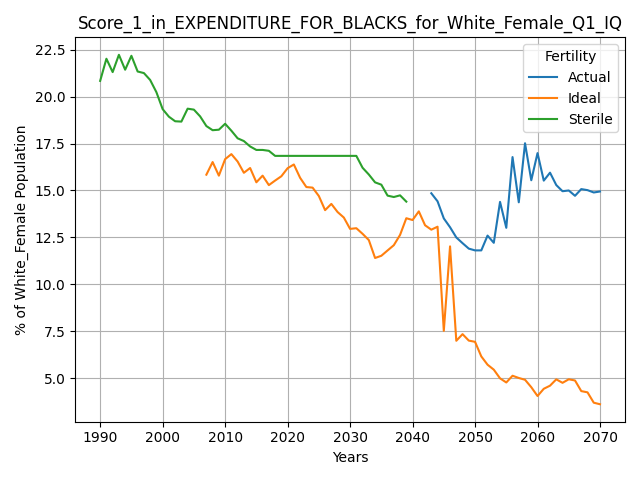 Score_1_in_EXPENDITURE_FOR_BLACKS_for_White_Female_Q1_IQ
Fertility
Actual
Ideal
Sterile
% of White_Female Population
22.5
20.0
17.5
15.0
12.5
10.0
7.5
5.0
1990 2000 2010 2020 2030 2040 2050 2060 2070
Years